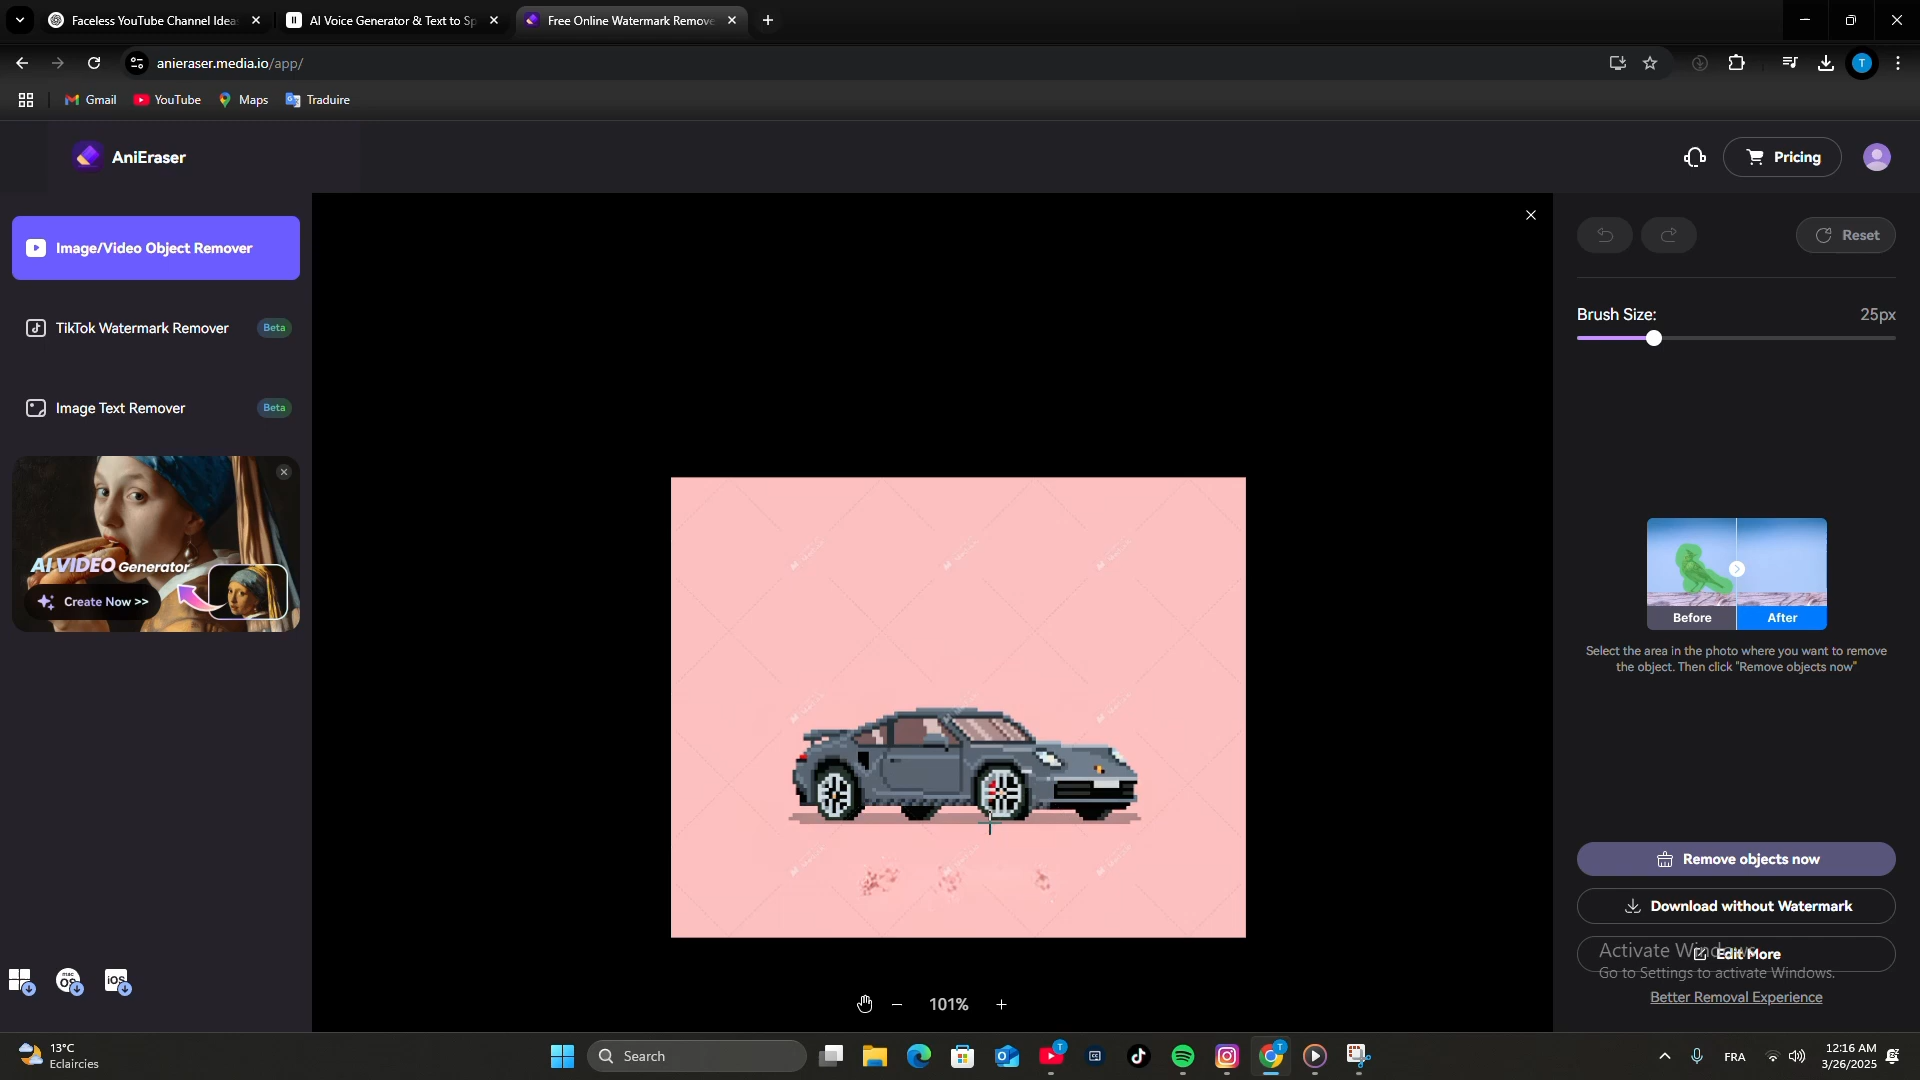 Faceless YouTube Channel Idea
AI Voice Generator & Text to Sp
Free Online Watermark Remove
anieraser.media.io/app/
T
Gmail
YouTube
Maps
Traduire
AniEraser
Pricing
Image/Video Object Remover
TikTok Watermark Remover Beta
Image Text Remover Beta
AI VIDEO Generator
Create Now >>
Reset
Brush Size: 25px
Before After
Select the area in the photo where you want to remove
the object. Then click "Remove objects now"
Remove objects now
Download without Watermark
Edit More
Activate Windows
Go to Settings to activate Windows.
Better Removal Experience
mac
OS
iOS
101%
13°C
Eclaircies
Search
T
T
FRA
12:16 AM
3/26/2025